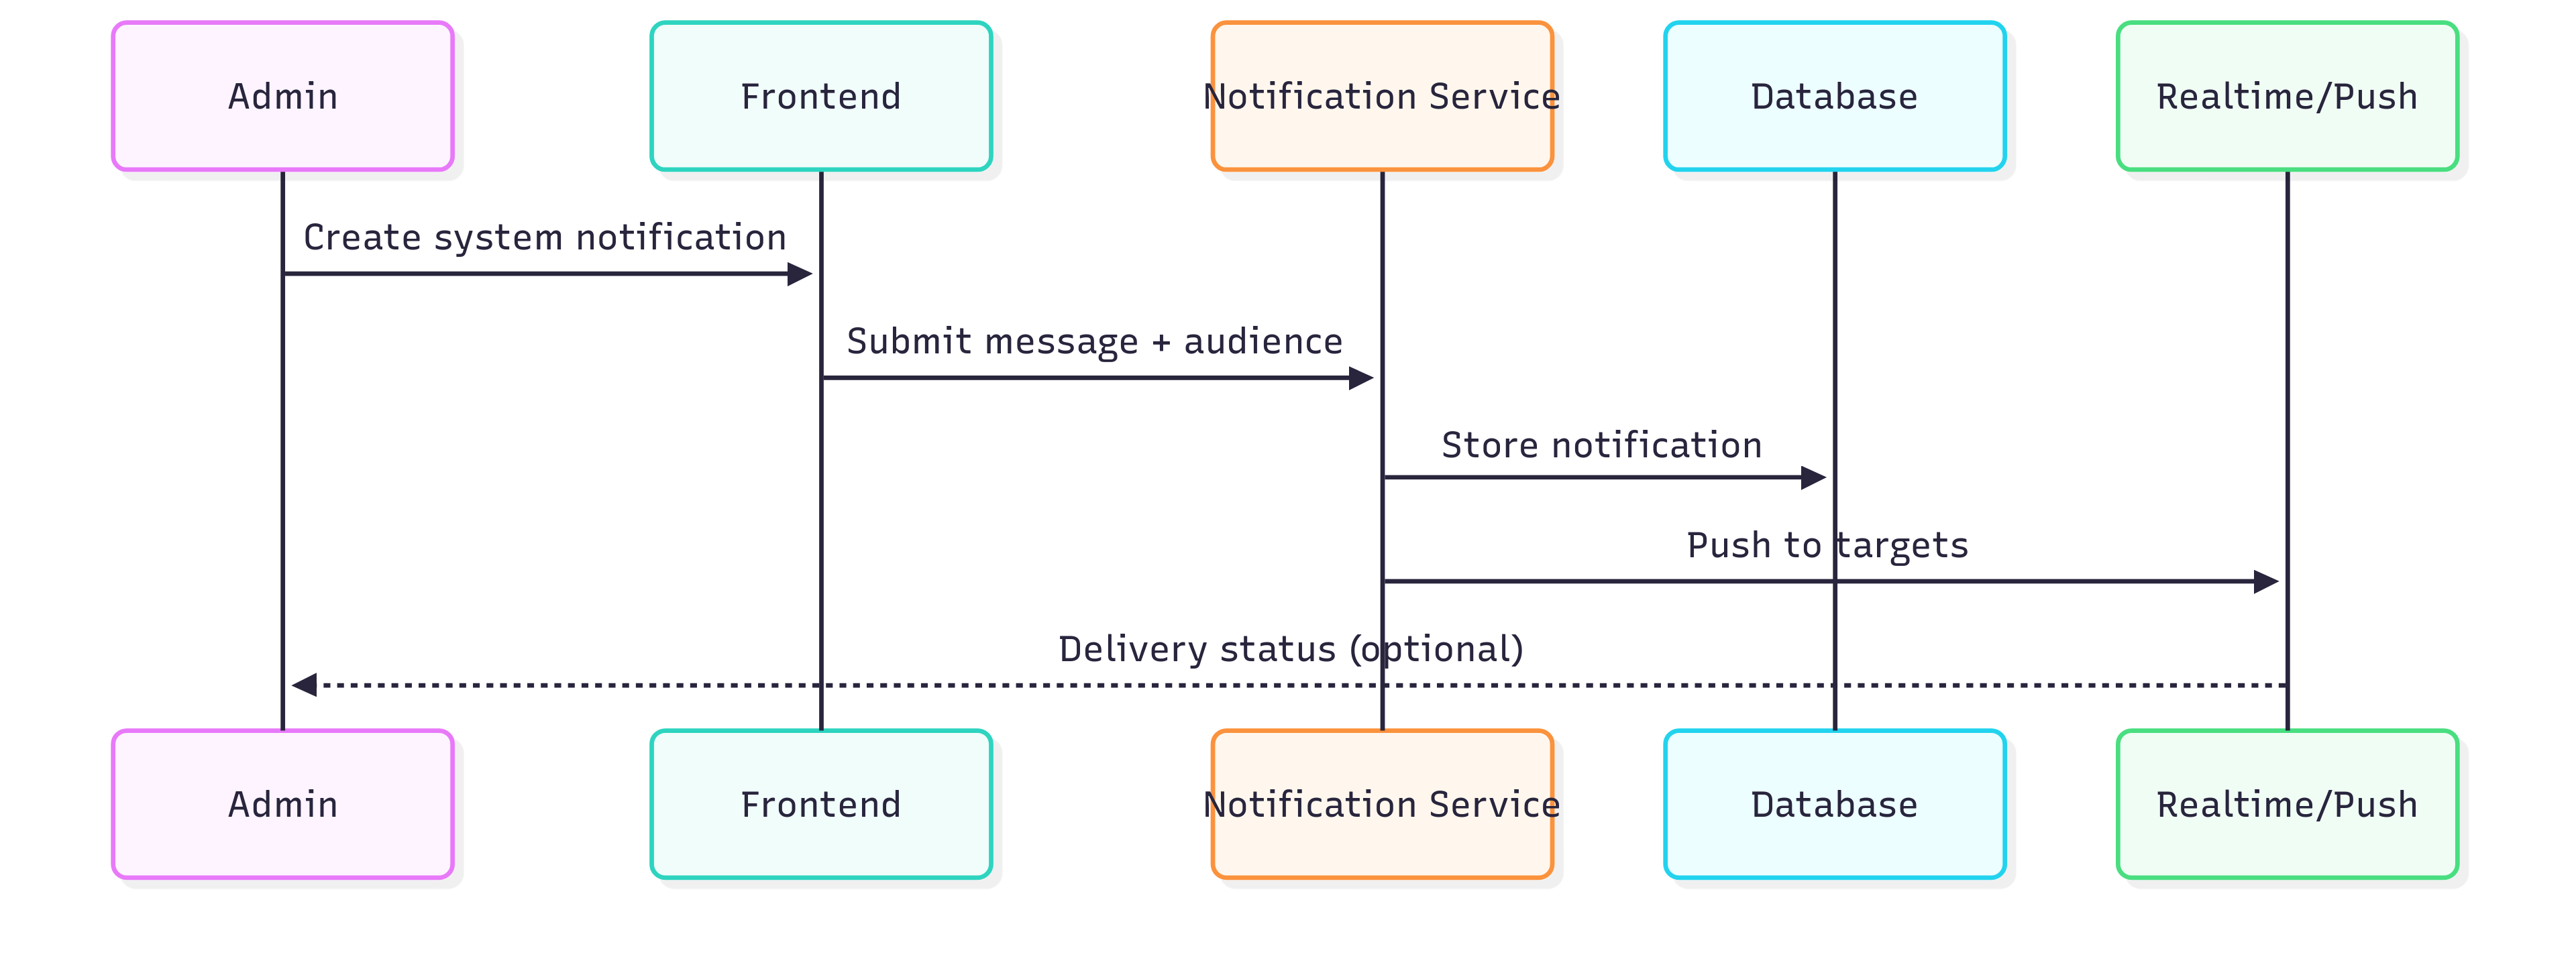 Admin
Frontend
Notification Service
Database
Realtime/Push
Create system notification
Submit message + audience
Store notification
Push to targets
Delivery status (optional)
Admin
Frontend
Notification Service
Database
Realtime/Push